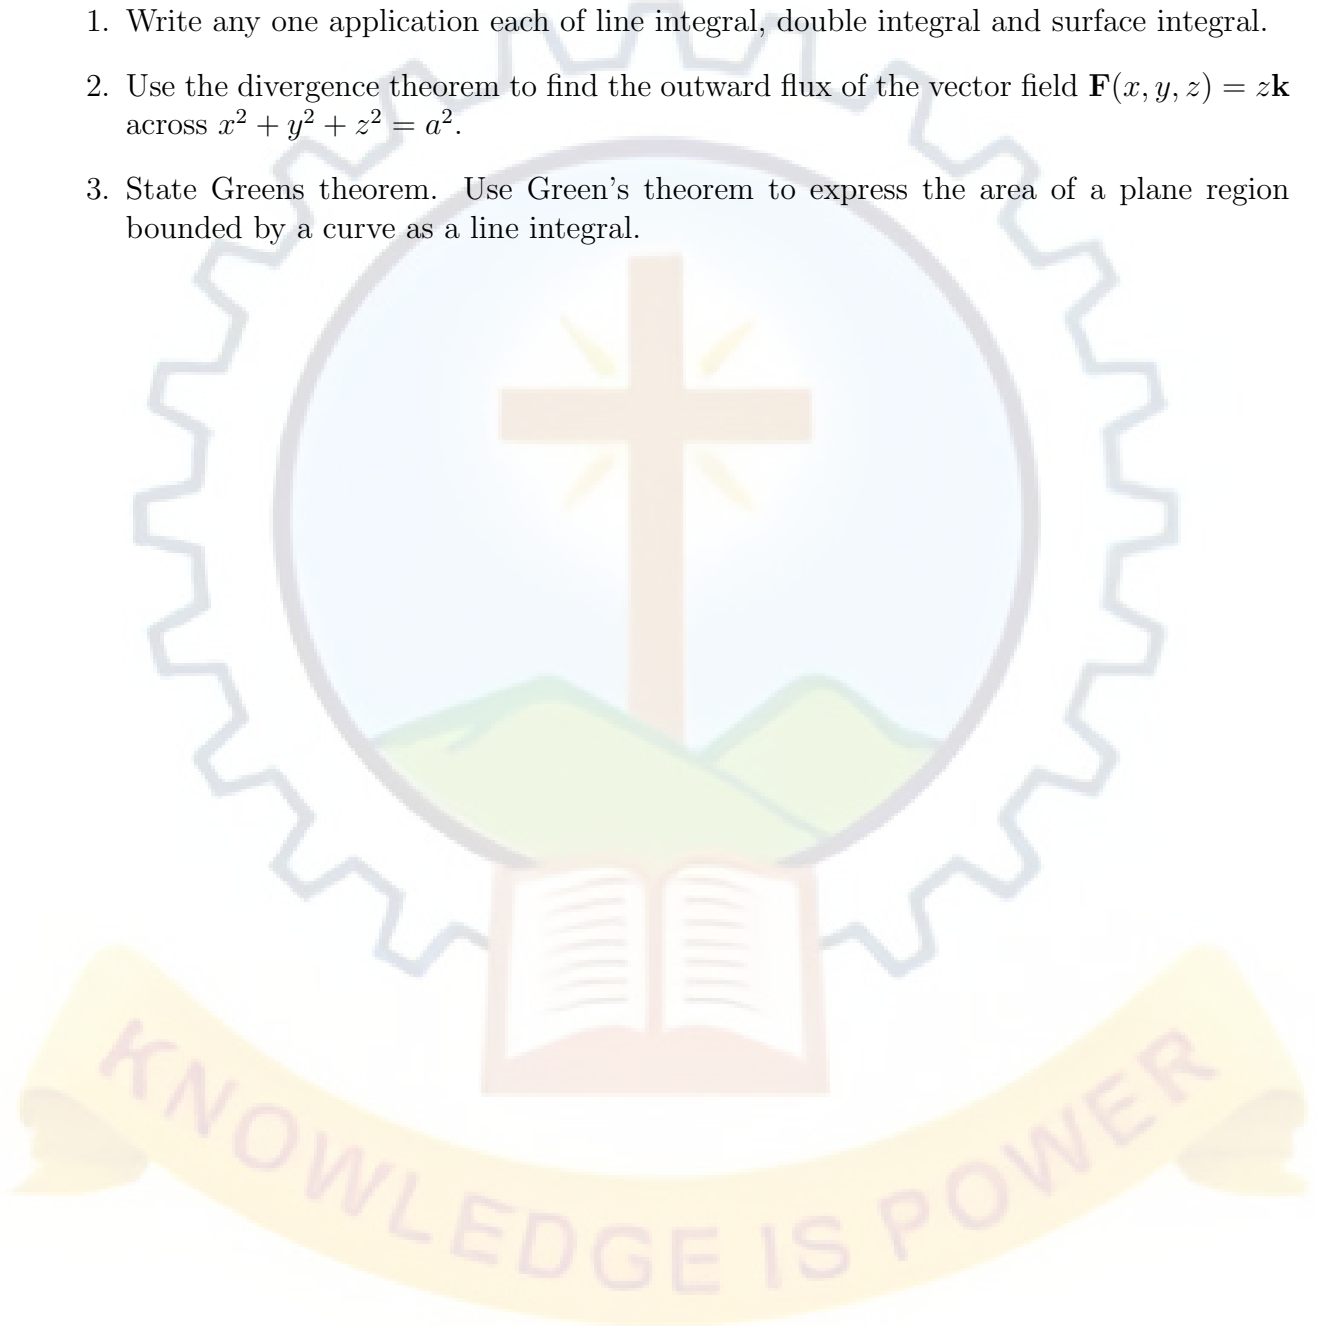 1. Write any one application each of line integral, double integral and surface integral.
2. Use the divergence theorem to find the outward flux of the vector field F(x, y, z) = zk
across x² + y² + z² = a².
3. State Greens theorem. Use Green's theorem to express the area of a plane region
bounded by a curve as a line integral.
KNOWLEDGE IS POWER